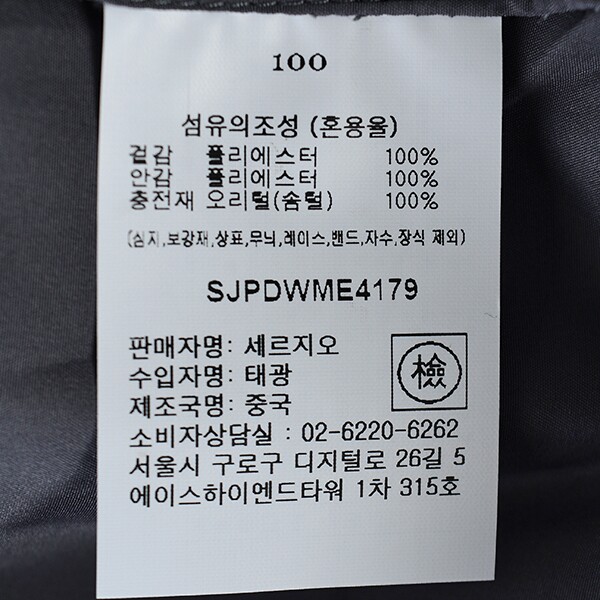 100
섬유의조성 (혼용율)
겉감 폴리에스터 100%
안감 폴리에스터 100%
충전재 오리털(솜털) 100%
(심지,보강재,상표,무늬,레이스,밴드,자수,장식 제외)
SJPDWME4179
판매자명: 세르지오
수입자명: 태광
제조국명: 중국
檢
소비자상담실 : 02-6220-6262
서울시 구로구 디지털로 26길 5
에이스하이엔드타워 1차 315호